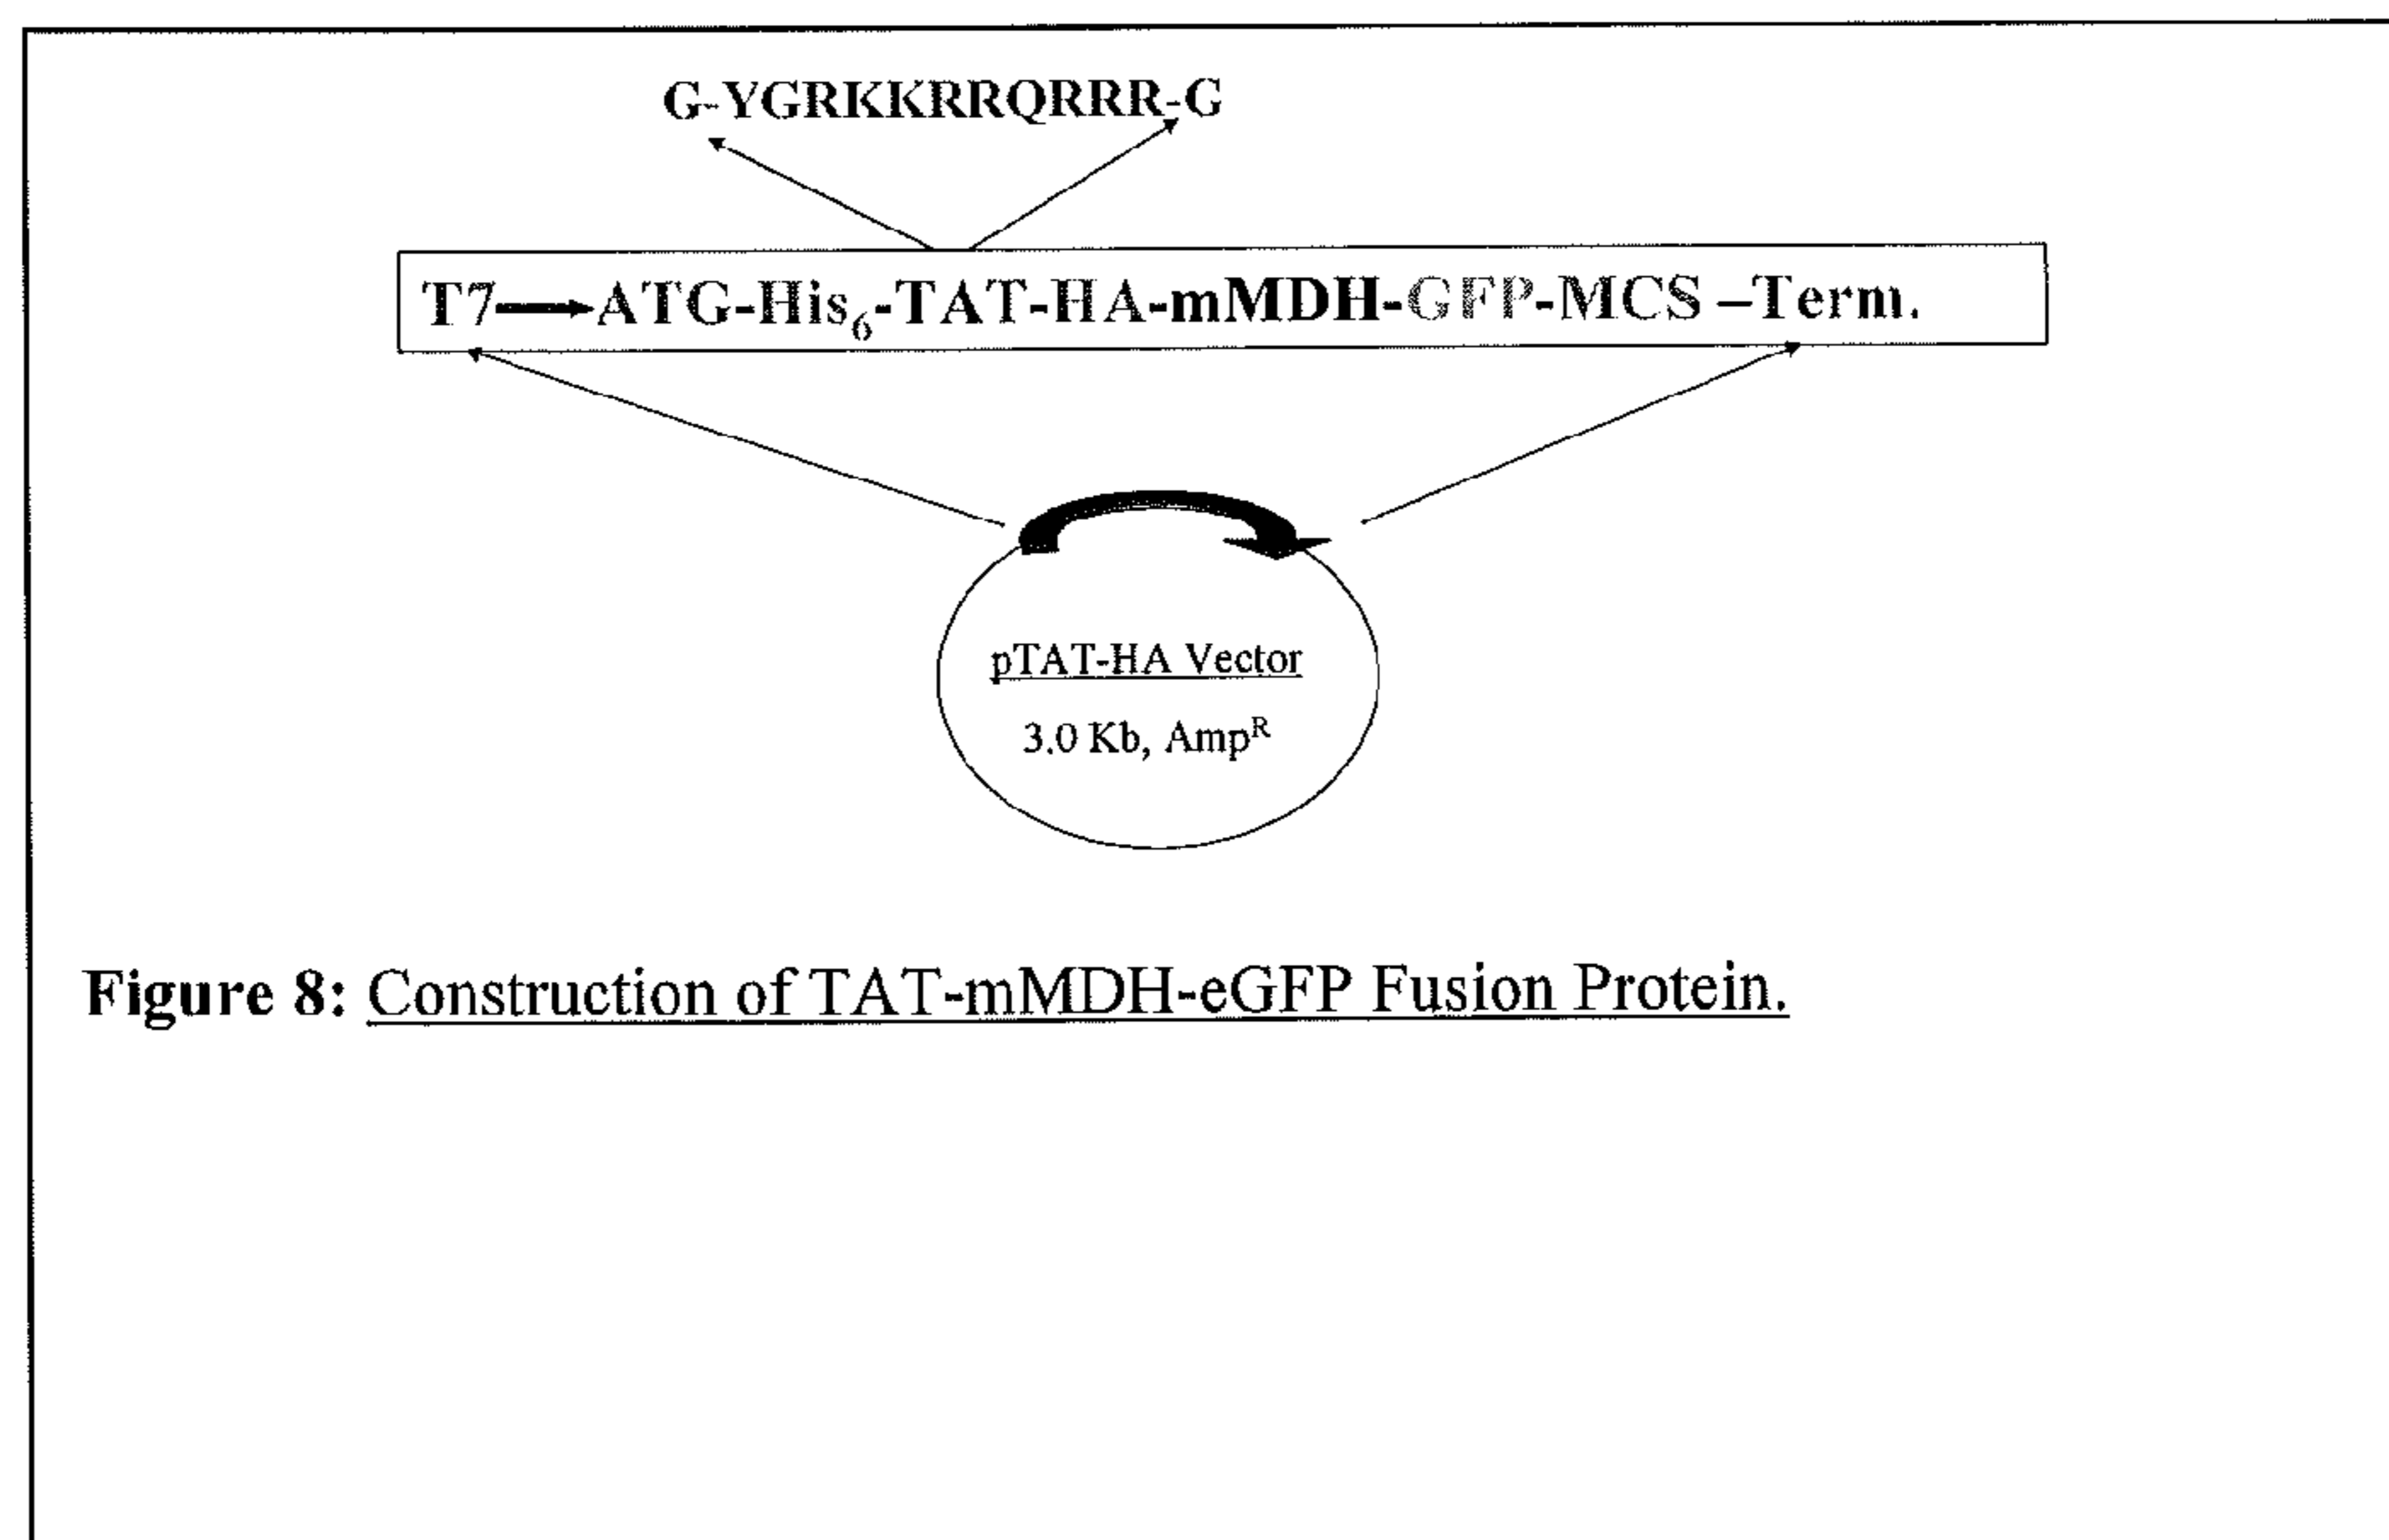 G-YGRKKRRQRRR-G
T7→ATG-His₆-TAT-HA-mMDH-GFP-MCS –Term.
pTAT-HA Vector
3.0 Kb, Ampᴿ
Figure 8: Construction of TAT-mMDH-eGFP Fusion Protein.